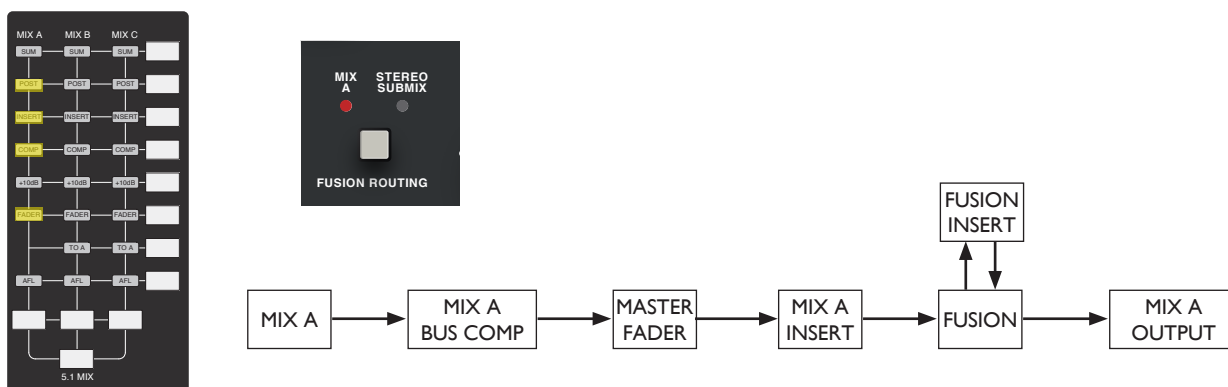 MIX A MIX B MIX C
SUM SUM SUM
POST POST POST
INSERT INSERT INSERT
COMP COMP COMP
+10dB +10dB +10dB
FADER FADER FADER
TO A TO A
AFL AFL AFL
5.1 MIX
MIX
A
STEREO
SUBMIX
FUSION ROUTING
MIX A
MIX A
BUS COMP
MASTER
FADER
MIX A
INSERT
FUSION
INSERT
FUSION
MIX A
OUTPUT